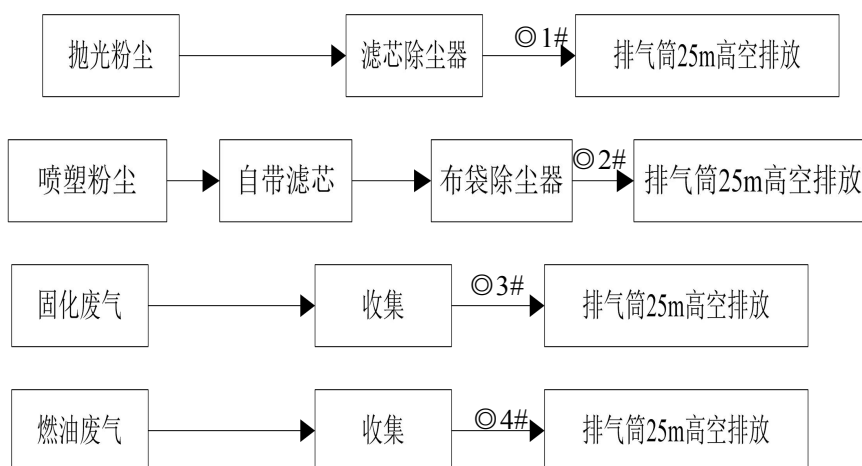 抛光粉尘 滤芯除尘器 ◎1# 排气筒25m高空排放
喷塑粉尘 自带滤芯 布袋除尘器 ◎2# 排气筒25m高空排放
固化废气 收集 ◎3# 排气筒25m高空排放
燃油废气 收集 ◎4# 排气筒25m高空排放